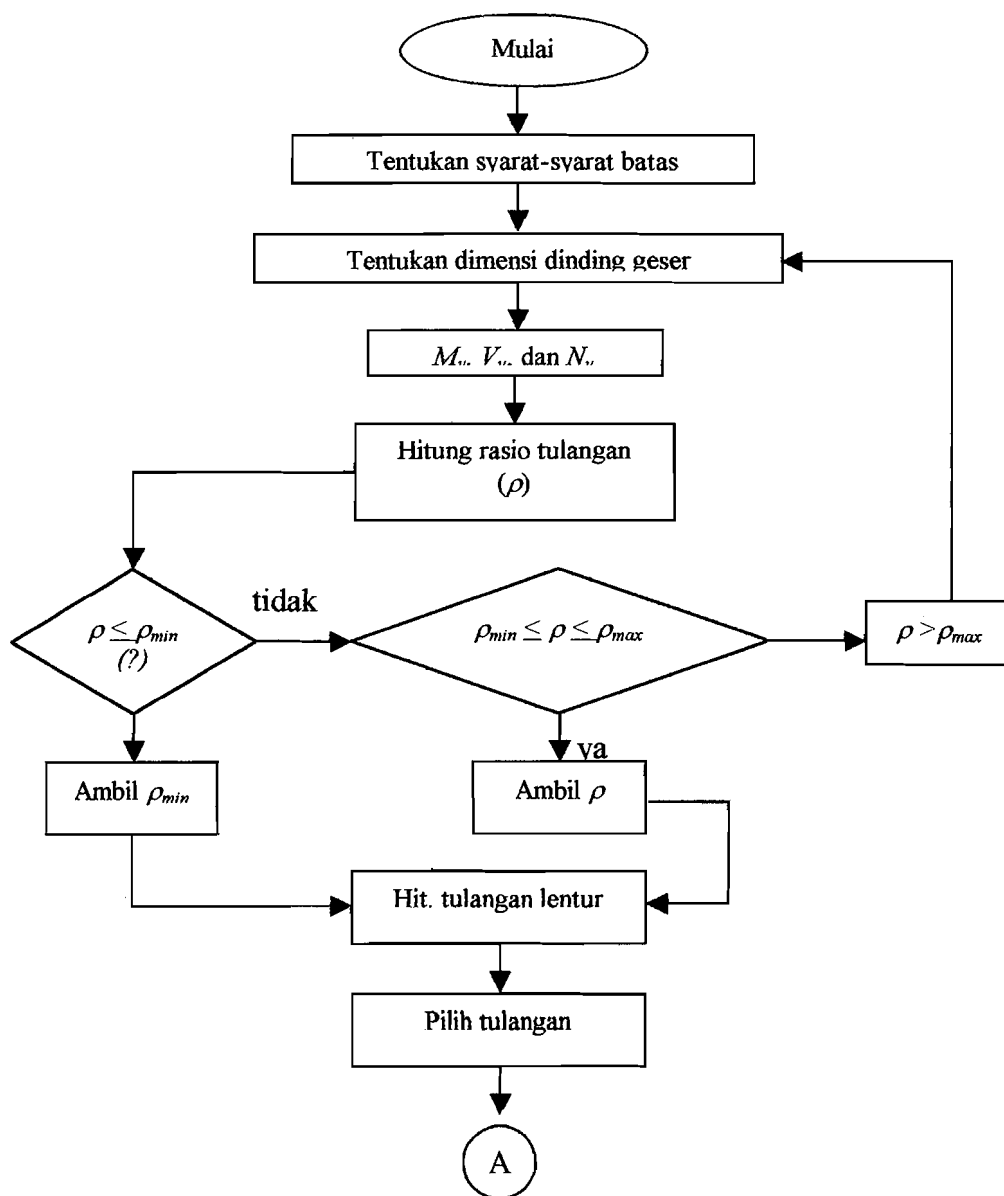 Mulai
Tentukan syarat-syarat batas
Tentukan dimensi dinding geser
Mᵤ, Vᵤ, dan Nᵤ
Hitung rasio tulangan
(ρ)
tidak
ρ ≤ ρmin
(?)
ρmin ≤ ρ ≤ ρmax
ρ > ρmax
ya
Ambil ρmin
Ambil ρ
Hit. tulangan lentur
Pilih tulangan
A